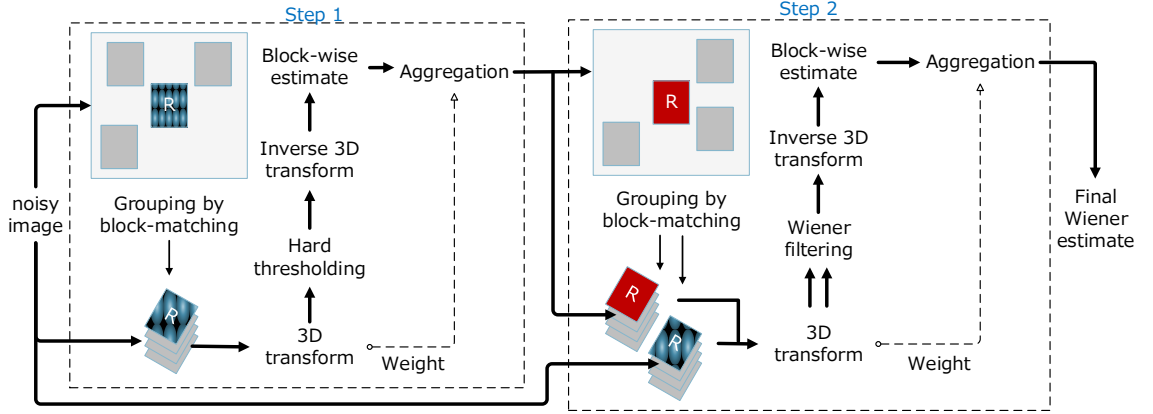 Step 1
Step 2
Block-wise
estimate
Aggregation
R
Inverse 3D
transform
noisy
image
Grouping by
block-matching
Hard
thresholding
R
3D
transform
Weight
Block-wise
estimate
Aggregation
R
Inverse 3D
transform
Grouping by
block-matching
Wiener
filtering
Final
Wiener
estimate
R
R
3D
transform
Weight